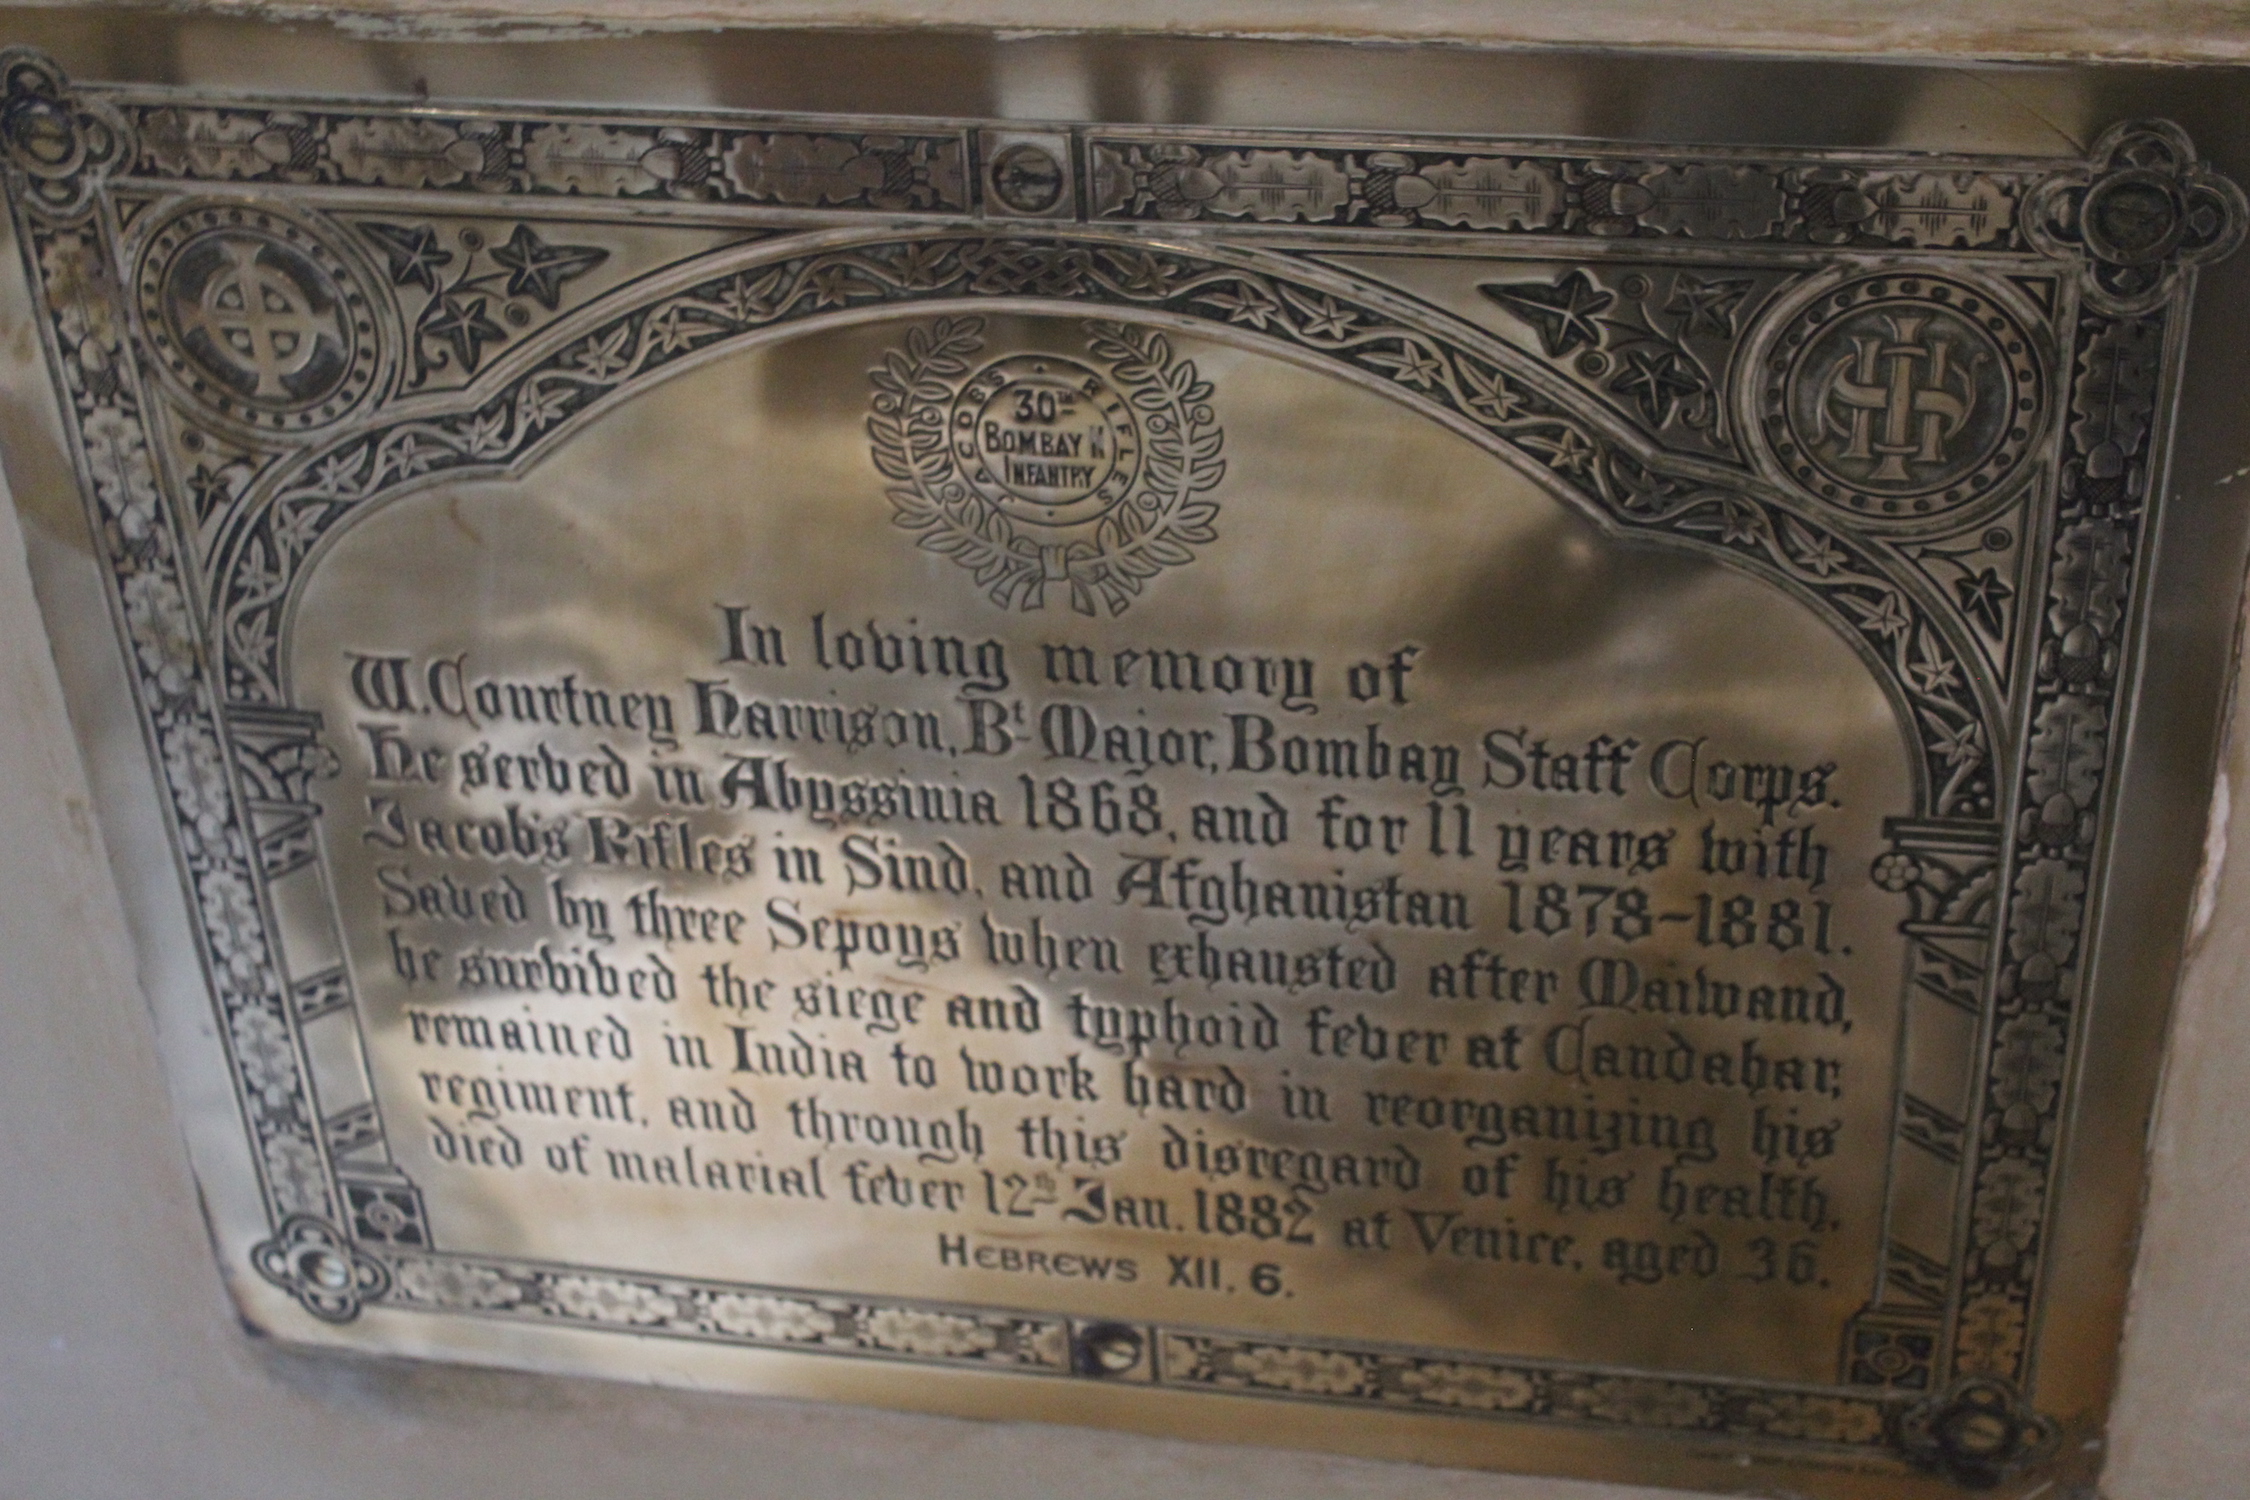 JACOBS RIFLES
30TH
BOMBAY N
INFANTRY
IHS
In loving memory of
W. Courtney Harrison, Bt Major, Bombay Staff Corps.
He served in Abyssinia 1868, and for 11 years with
Jacob's Rifles in Sind, and Afghanistan 1878-1881.
Saved by three Sepoys when exhausted after Maiwand,
he survived the siege and typhoid fever at Candahar,
remained in India to work hard in reorganizing his
regiment, and through this disregard of his health,
died of malarial fever 12th Jan. 1882 at Venice, aged 36.
HEBREWS XII. 6.